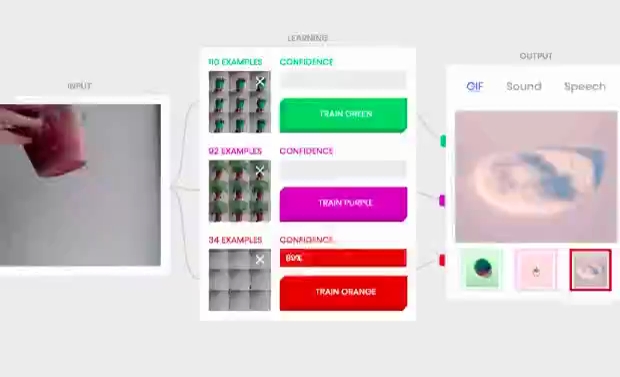 INPUT
LEARNING
OUTPUT
110 EXAMPLES
CONFIDENCE
TRAIN GREEN
92 EXAMPLES
CONFIDENCE
TRAIN PURPLE
34 EXAMPLES
CONFIDENCE
TRAIN ORANGE
GIF Sound Speech